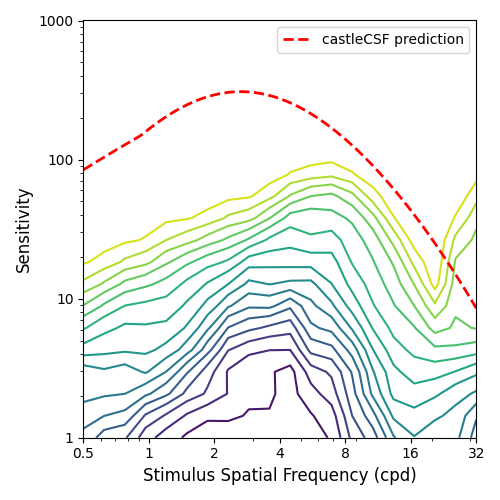 1000
castleCSF prediction
100
Sensitivity
10
1
0.5 1 2 4 8 16 32
Stimulus Spatial Frequency (cpd)